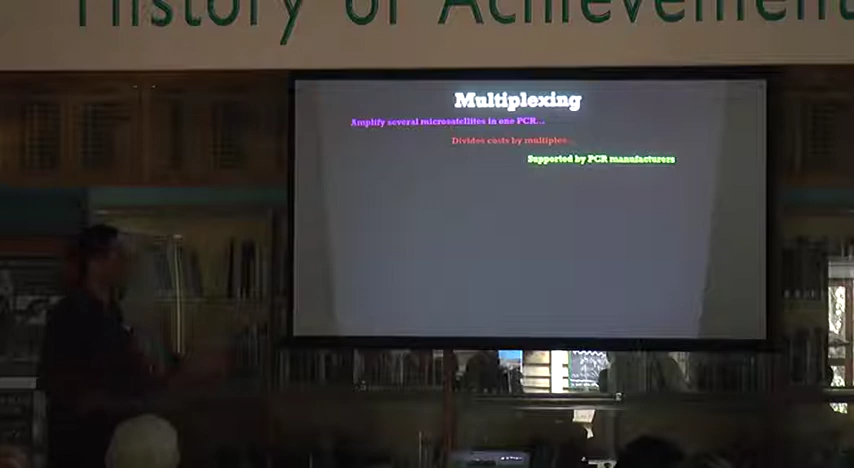 History of Achievement
Multiplexing
Amplify several microsatellites in one PCR...
Divides costs by multiples...
Supported by PCR manufacturers